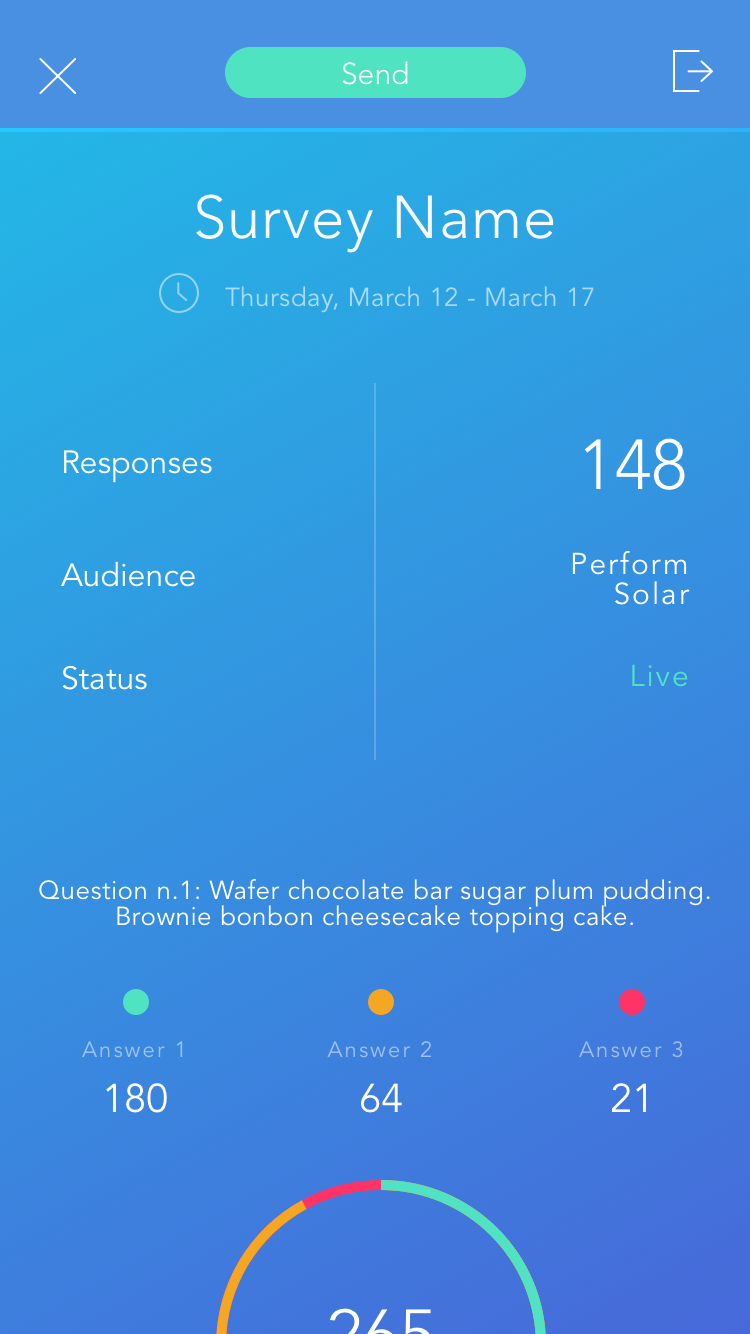 Send
Survey Name
Thursday, March 12 - March 17
Responses
148
Audience
Perform
Solar
Status
Live
Question n.1: Wafer chocolate bar sugar plum pudding.
Brownie bonbon cheesecake topping cake.
Answer 1
Answer 2
Answer 3
180
64
21
265